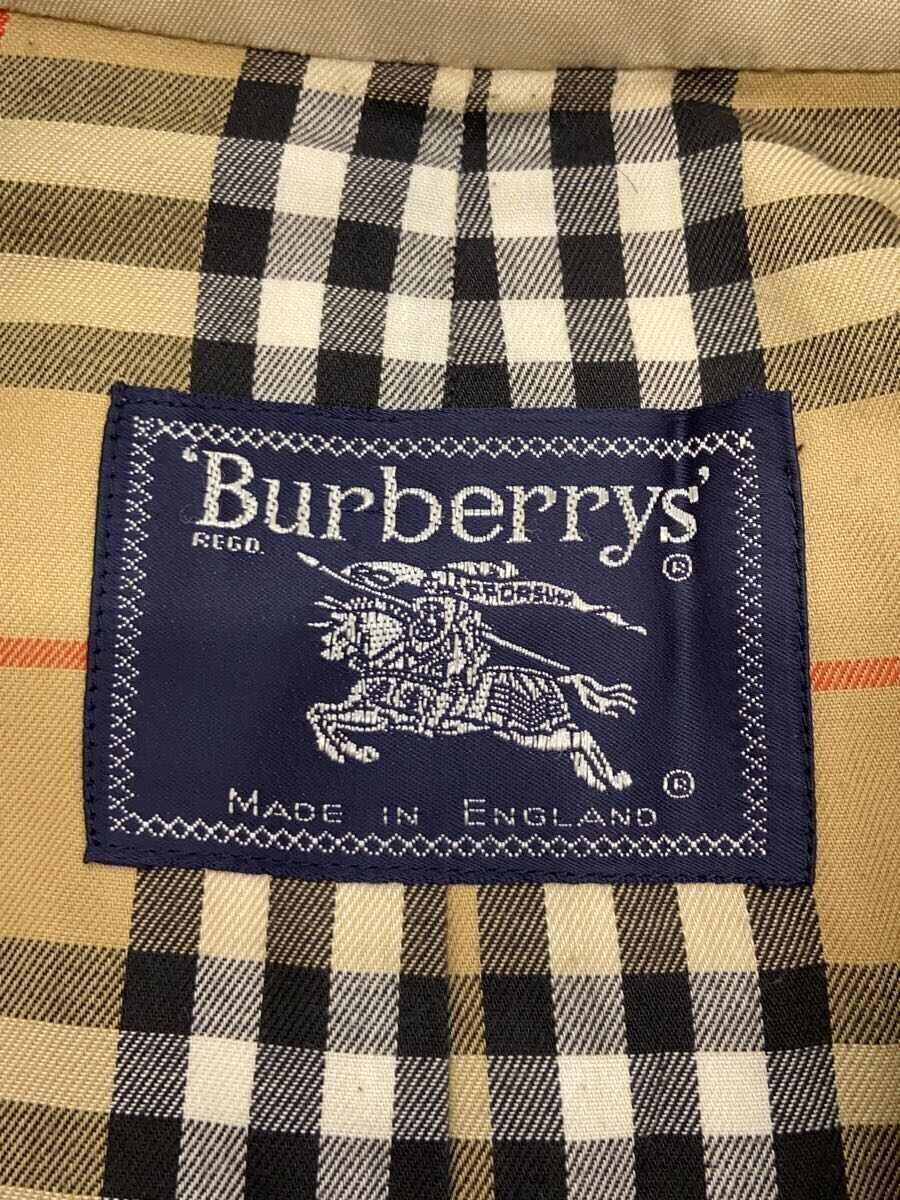 'Burberrys'
REGD.
®
PRORSUM
®
MADE IN ENGLAND